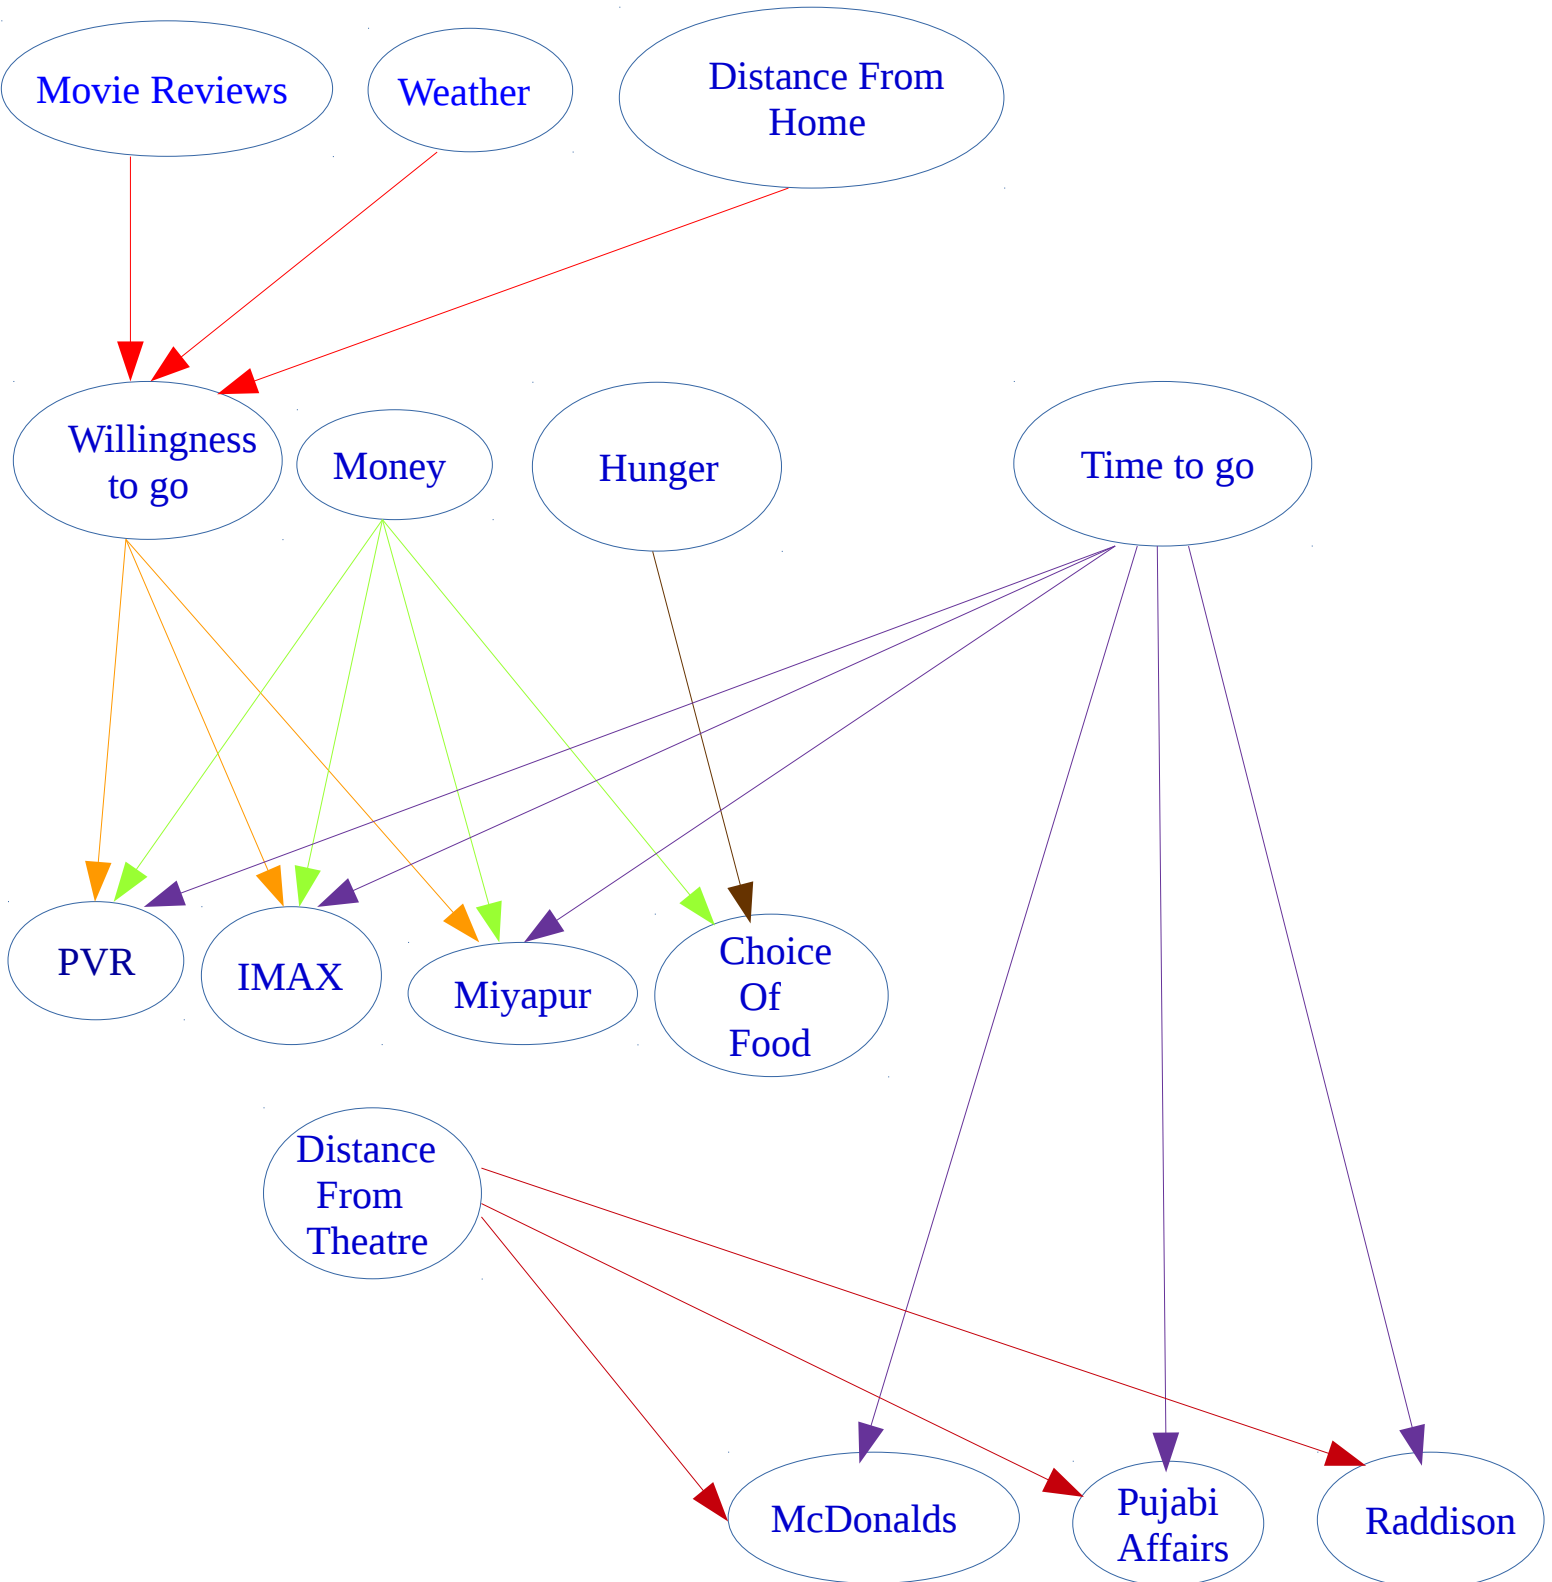 Movie Reviews
Weather
Distance From
Home
Willingness
to go
Money
Hunger
Time to go
PVR
IMAX
Miyapur
Choice
Of
Food
Distance
From
Theatre
McDonalds
Pujabi
Affairs
Raddison